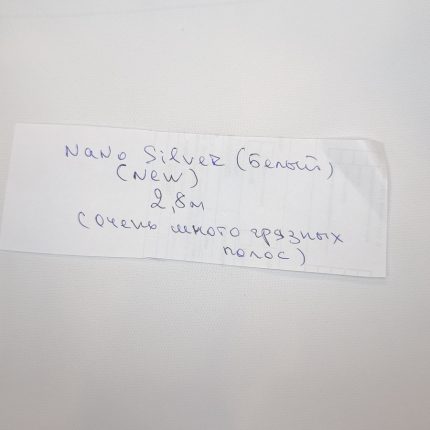 NaNo Silver (Белый)
(New)
2,8м
(очень много грязных
полос)